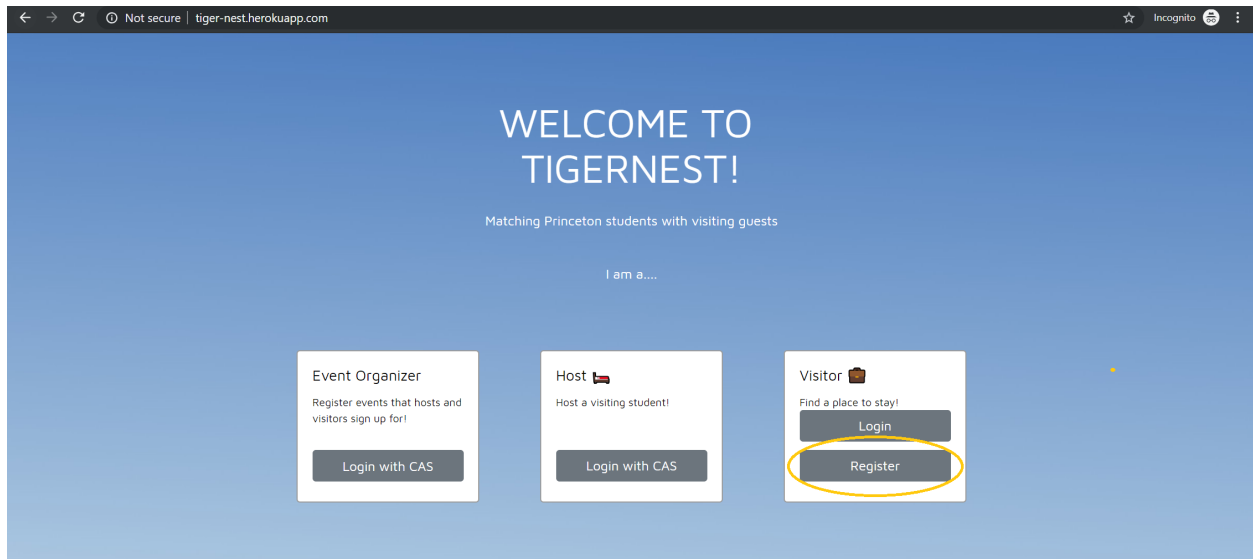 Not secure | tiger-nest.herokuapp.com
Incognito
WELCOME TO
TIGERNEST!
Matching Princeton students with visiting guests
I am a....
Event Organizer
Register events that hosts and
visitors sign up for!
Login with CAS
Host
Host a visiting student!
Login with CAS
Visitor
Find a place to stay!
Login
Register